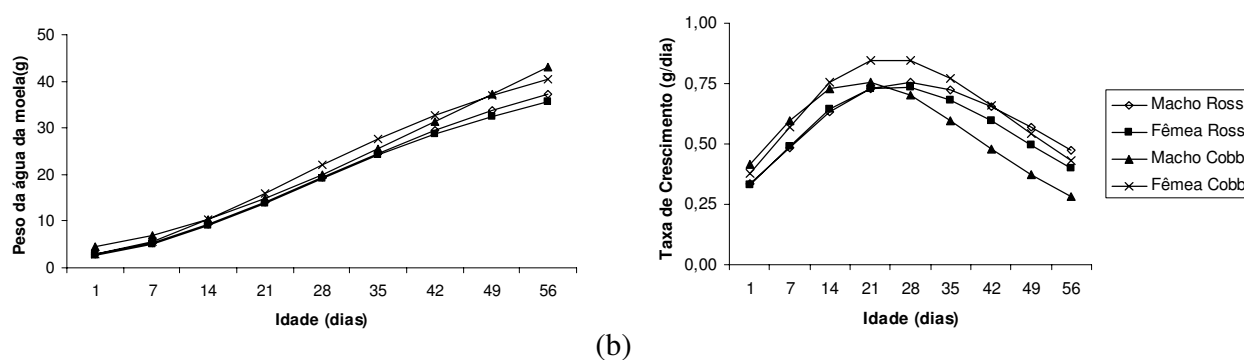 Peso da água da moela(g)
50
40
30
20
10
0
1 7 14 21 28 35 42 49 56
Idade (dias)
(b)
Taxa de Crescimento (g/dia)
1,00
0,75
0,50
0,25
0,00
1 7 14 21 28 35 42 49 56
Idade (dias)
Macho Ross
Fêmea Ross
Macho Cobb
Fêmea Cobb